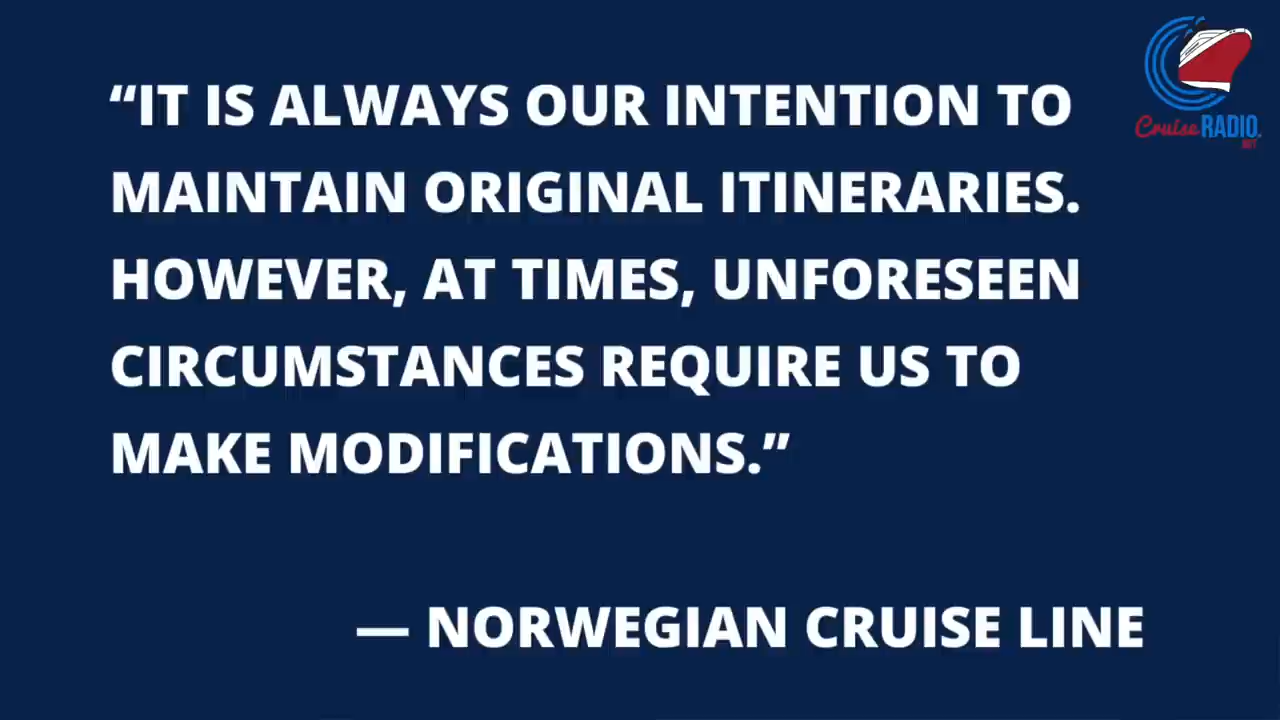 CruiseRADIO.
NET
“IT IS ALWAYS OUR INTENTION TO
MAINTAIN ORIGINAL ITINERARIES.
HOWEVER, AT TIMES, UNFORESEEN
CIRCUMSTANCES REQUIRE US TO
MAKE MODIFICATIONS.”
— NORWEGIAN CRUISE LINE